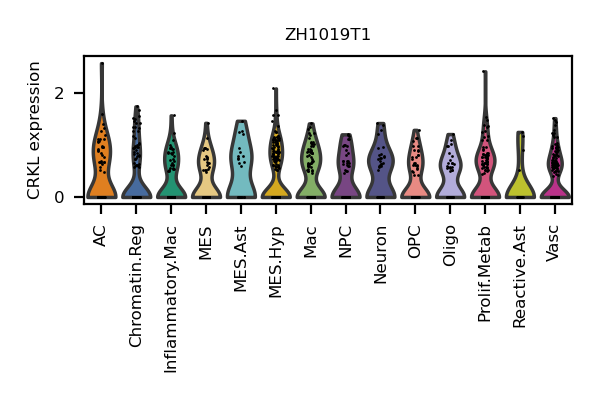 ZH1019T1
CRKL expression
2
0
AC
Chromatin.Reg
Inflammatory.Mac
MES
MES.Ast
MES.Hyp
Mac
NPC
Neuron
OPC
Oligo
Prolif.Metab
Reactive.Ast
Vasc